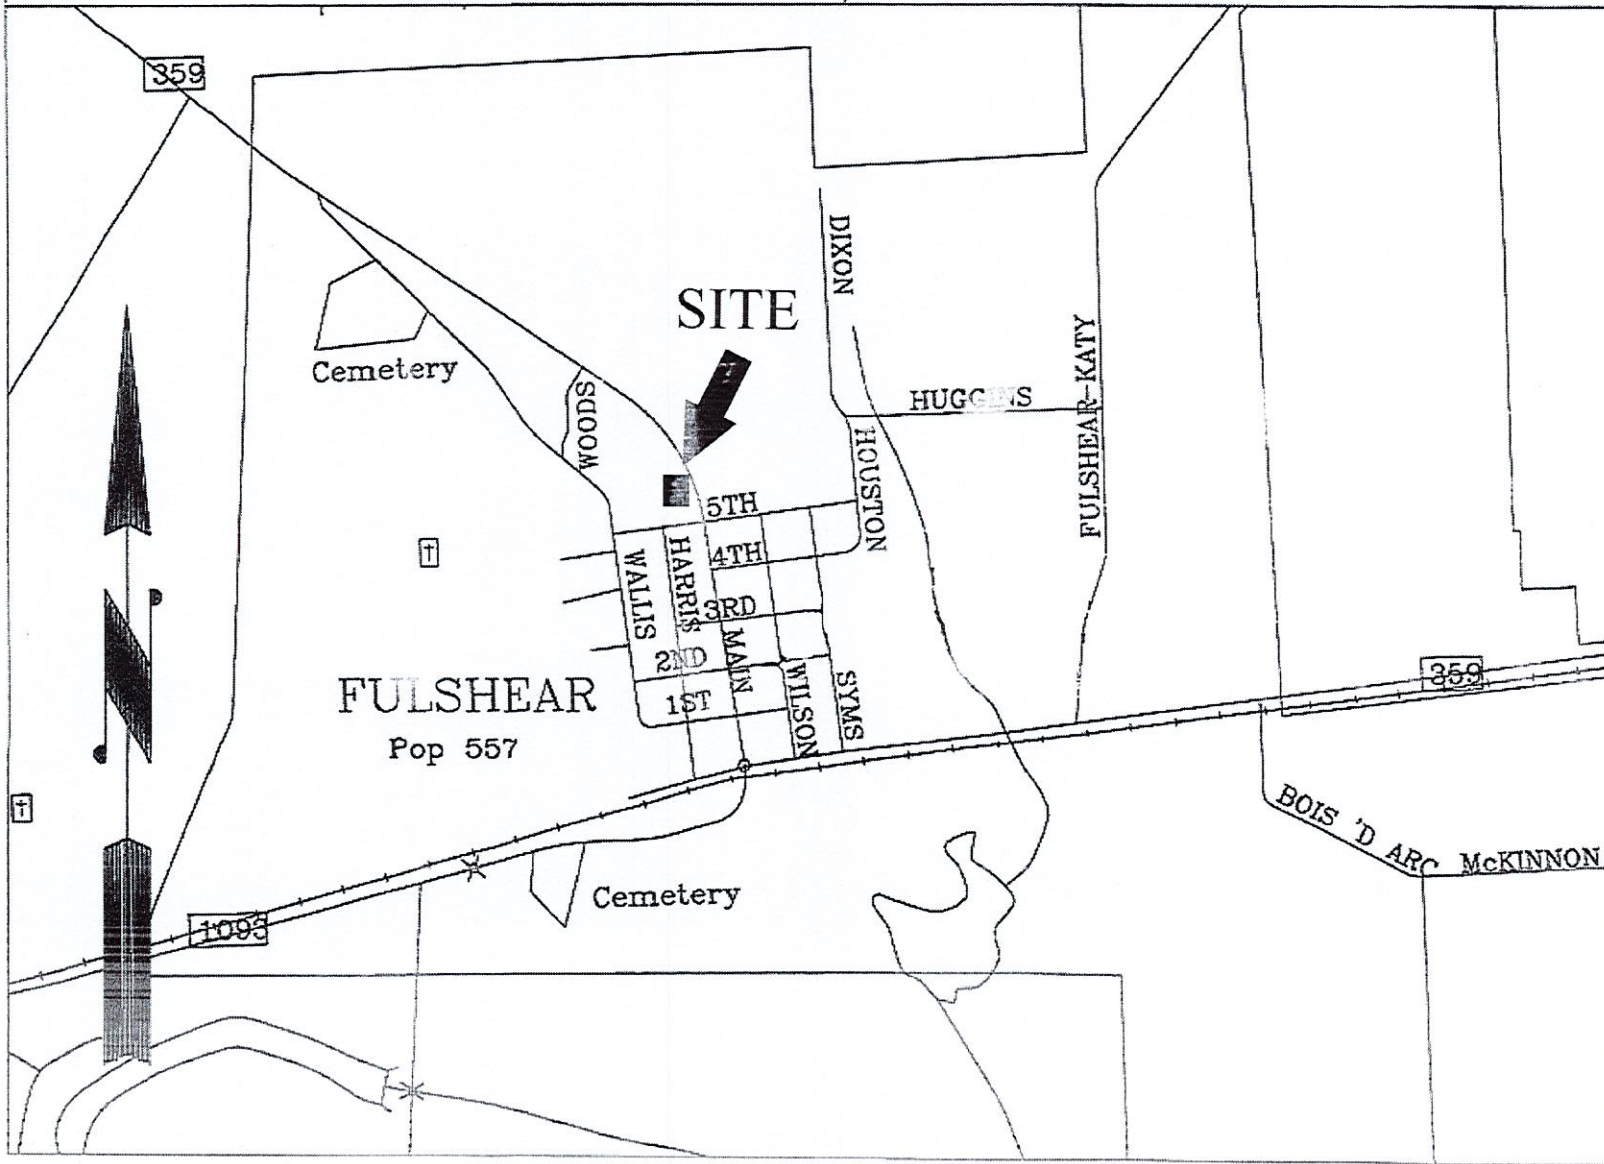 359
DIXON
SITE
Cemetery
WOODS
HUGGINS
FULSHEAR-KATY
HOUSTON
5TH
4TH
WALLIS
HARRIS
3RD
MAIN
2ND
WILSON
SYMS
1ST
FULSHEAR
Pop 557
359
BOIS 'D ARC
McKINNON
Cemetery
1093